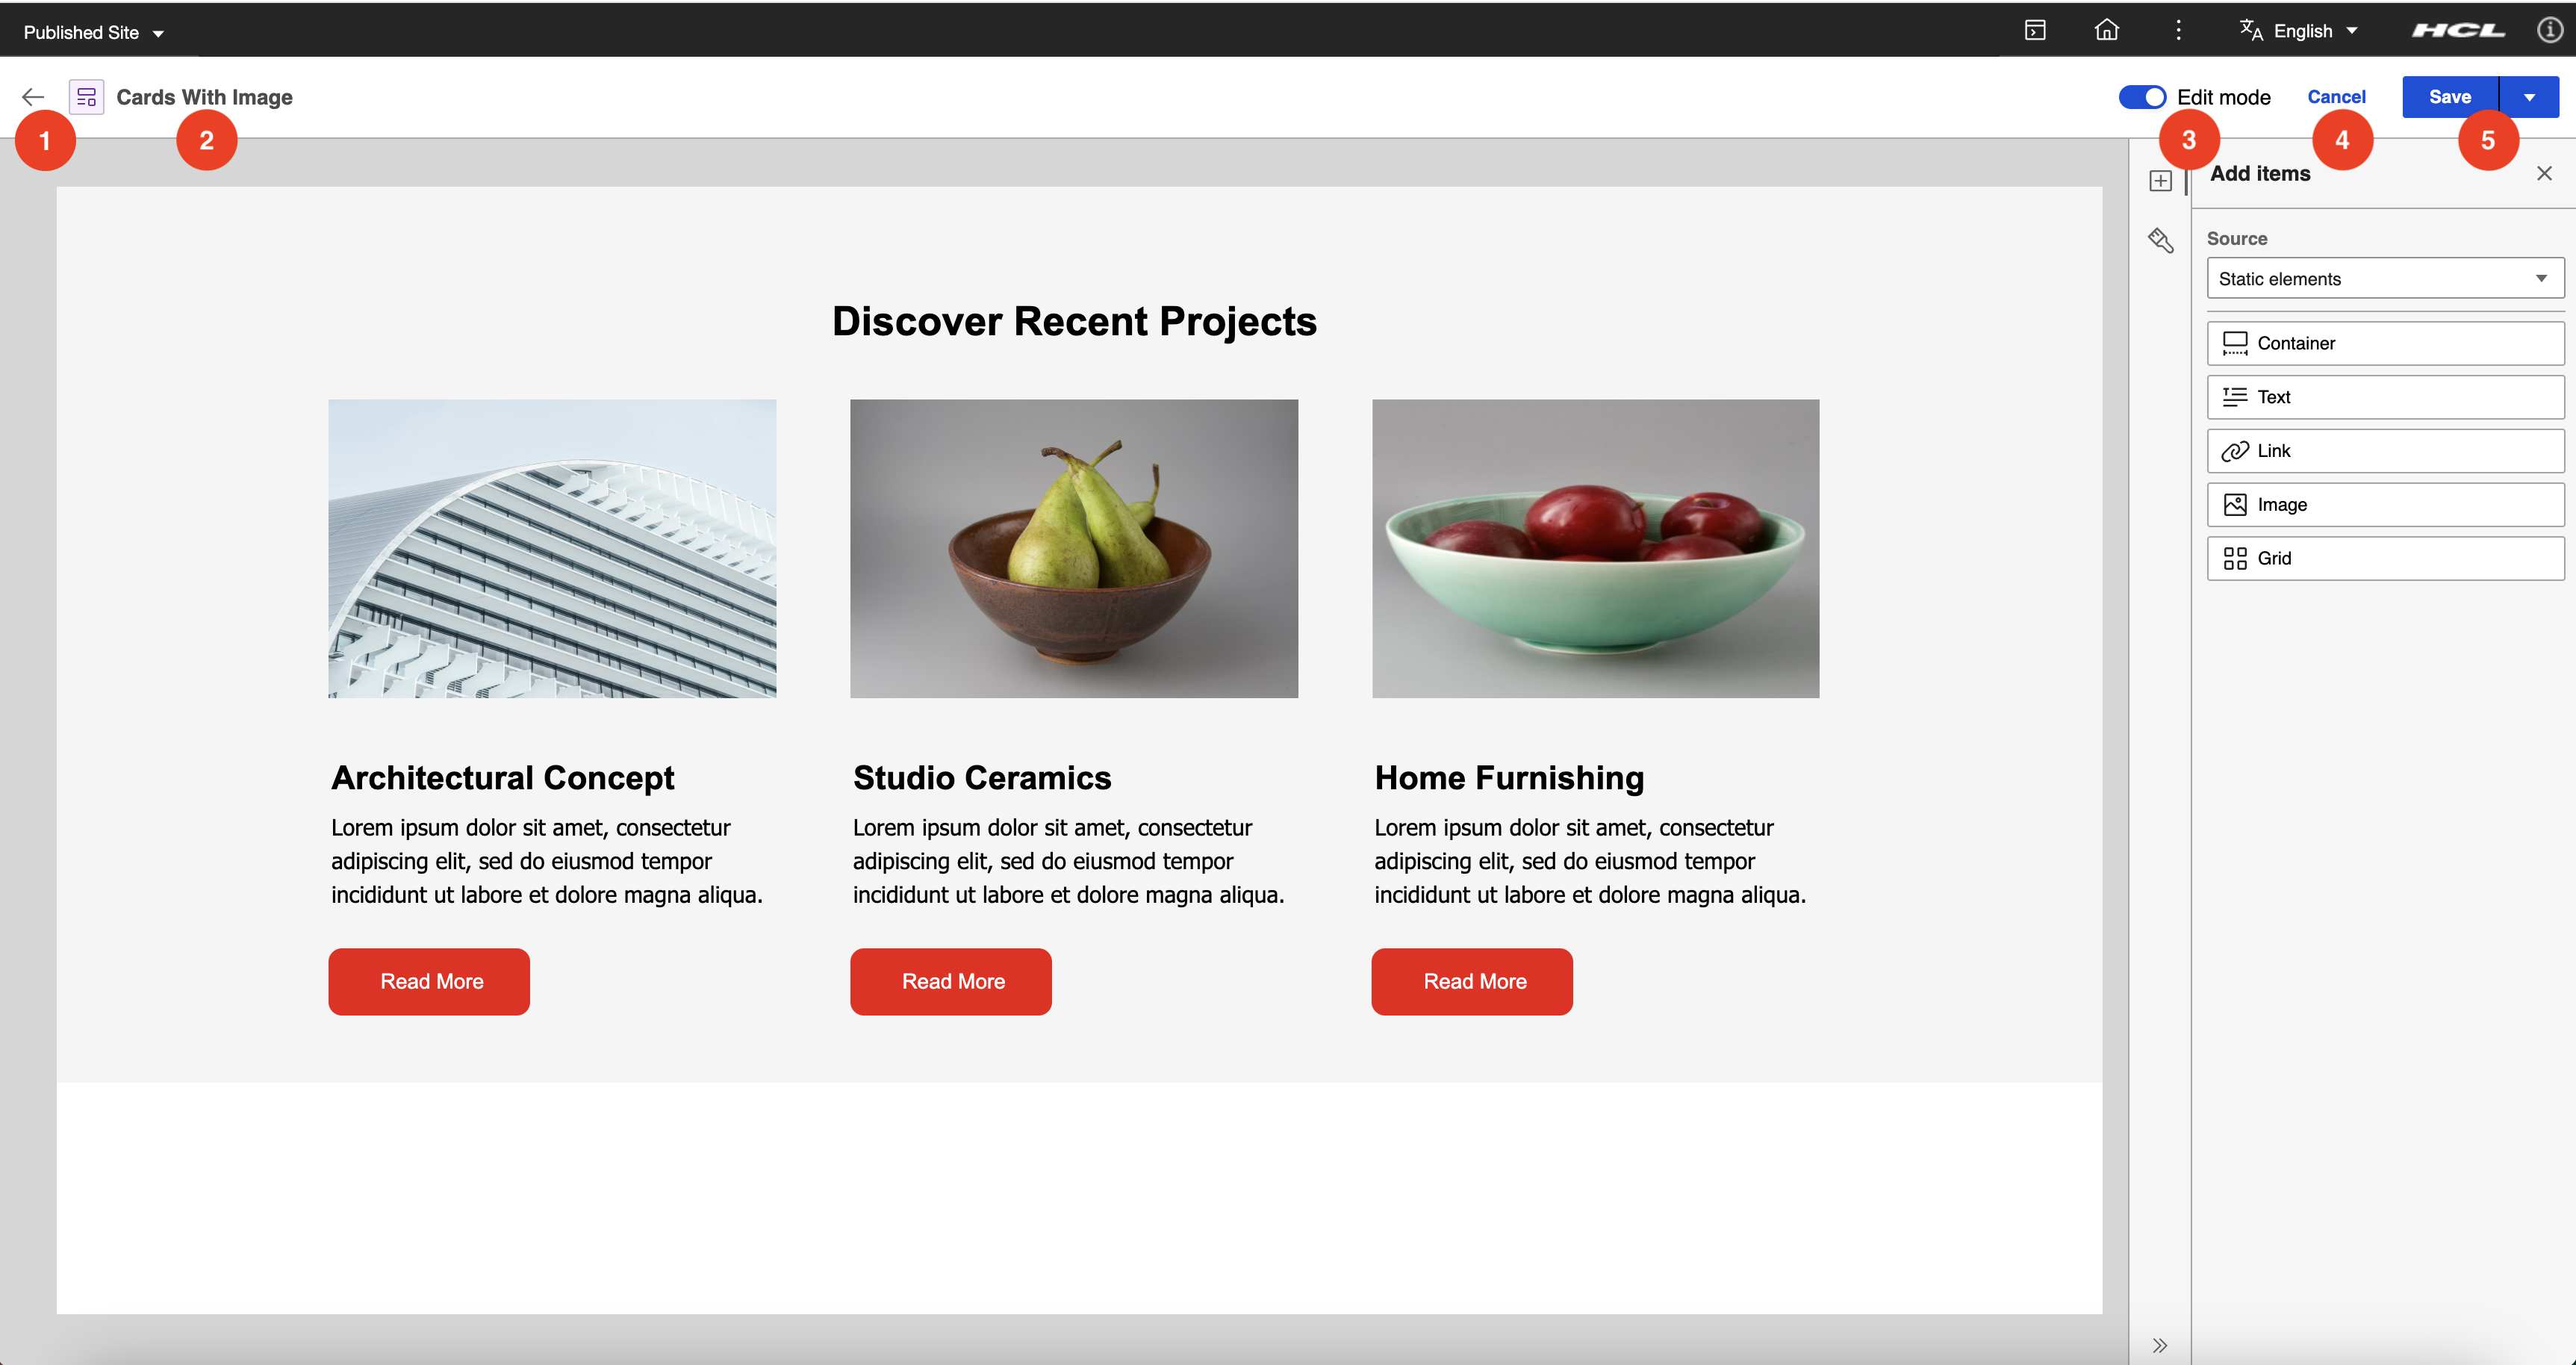 Published Site
English
HCL
Cards With Image
Edit mode
Cancel
Save
1
2
3
4
5
Add items
Source
Static elements
Container
Text
Link
Image
Grid
Discover Recent Projects
Architectural Concept
Lorem ipsum dolor sit amet, consectetur
adipiscing elit, sed do eiusmod tempor
incididunt ut labore et dolore magna aliqua.
Read More
Studio Ceramics
Lorem ipsum dolor sit amet, consectetur
adipiscing elit, sed do eiusmod tempor
incididunt ut labore et dolore magna aliqua.
Read More
Home Furnishing
Lorem ipsum dolor sit amet, consectetur
adipiscing elit, sed do eiusmod tempor
incididunt ut labore et dolore magna aliqua.
Read More